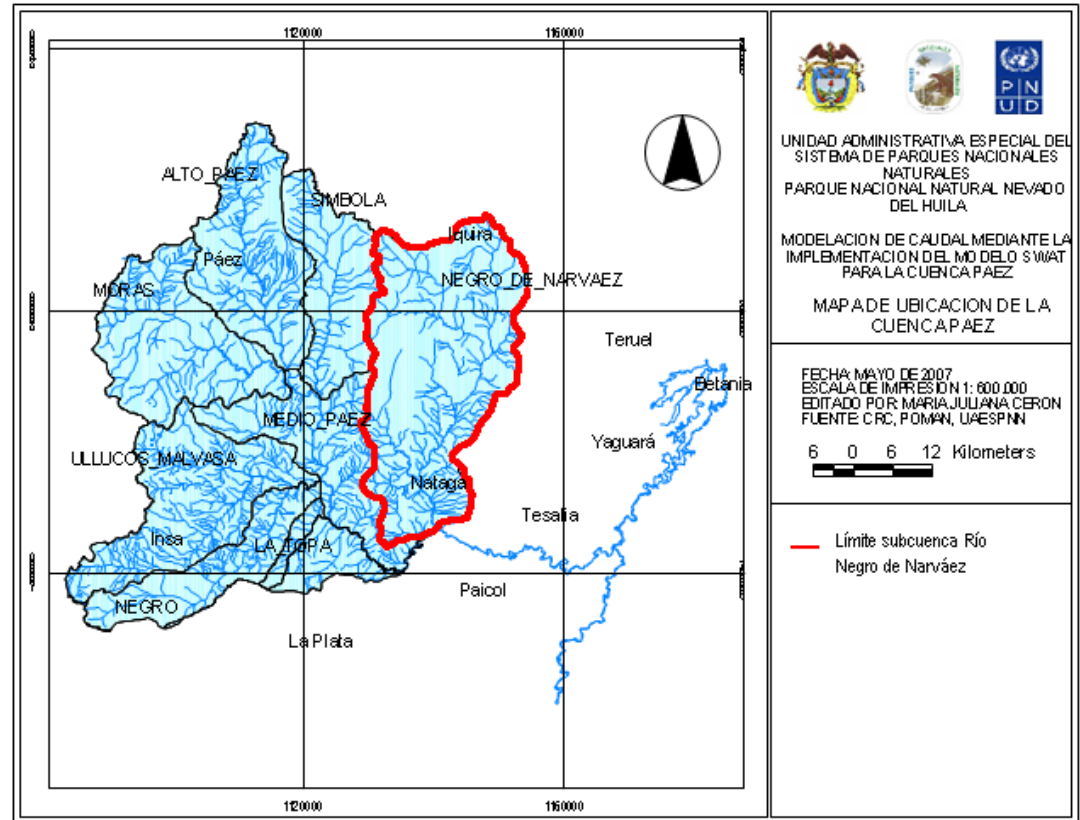 1120000 1160000
ALTO_PAEZ
SIMBOLA
Iquira
Páez
NEGRO_DE_NARVAEZ
MORAS
Teruel
Betania
MEDIO_PAEZ
Yaguará
ULLUCOS_MALVASA
Nataga
Tesalia
Insa
LA_TOPA
Paicol
NEGRO
La Plata
1120000 1160000
P N
U D
UNIDAD ADMINISTRATIVA ESPECIAL DEL
SISTEMA DE PARQUES NACIONALES
NATURALES
PARQUE NACIONAL NATURAL NEVADO
DEL HUILA
MODELACION DE CAUDAL MEDIANTE LA
IMPLEMENTACION DEL MODELO SWAT
PARA LA CUENCA PAEZ
MAPA DE UBICACION DE LA
CUENCA PAEZ
FECHA: MAYO DE 2007
ESCALA DE IMPRESION 1: 600.000
EDITADO POR: MARIA JULIANA CERON
FUENTE: CRC, POMAN, UAESPNN
6 0 6 12 Kilometers
Límite subcuenca Río
Negro de Narváez